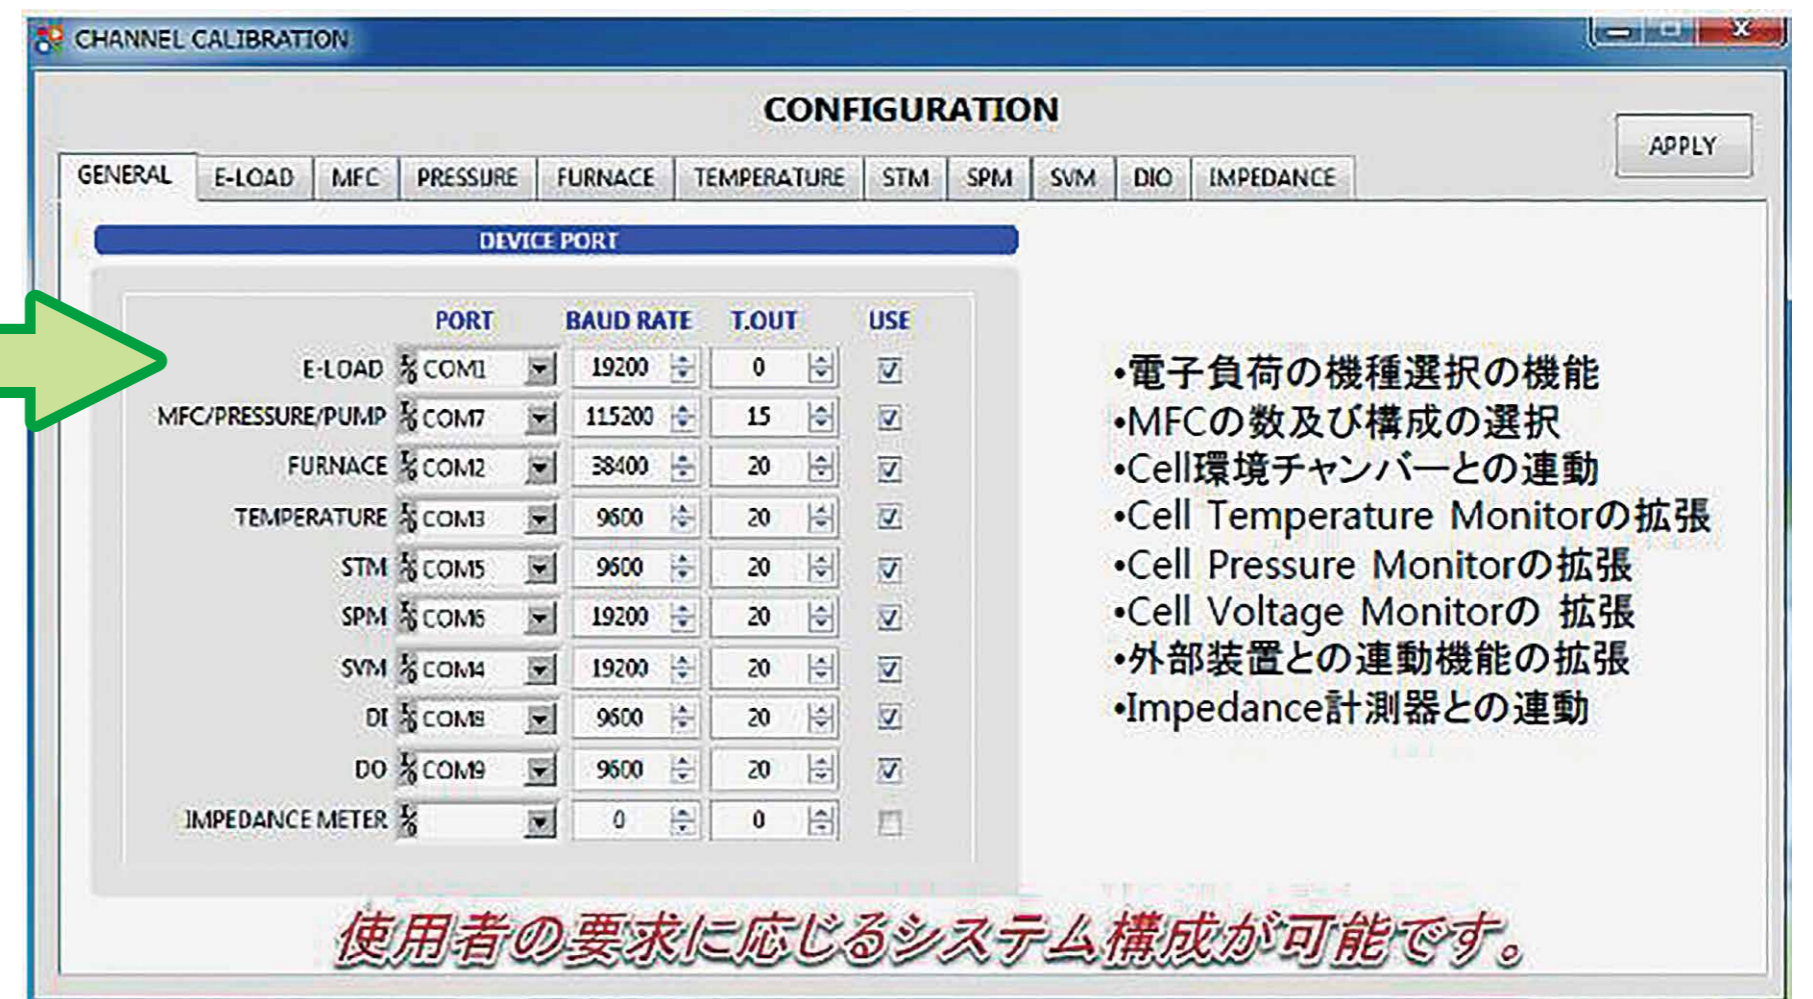 CHANNEL CALIBRATION
CONFIGURATION
APPLY
GENERAL E-LOAD MFC PRESSURE FURNACE TEMPERATURE STM SPM SVM DIO IMPEDANCE
DEVICE PORT
PORT BAUD RATE T.OUT USE
E-LOAD COM1 19200 0
MFC/PRESSURE/PUMP COM7 115200 15
FURNACE COM2 38400 20
TEMPERATURE COM3 9600 20
STM COM5 9600 20
SPM COM6 19200 20
SVM COM4 19200 20
DI COM8 9600 20
DO COM9 9600 20
IMPEDANCE METER 0 0
•電子負荷の機種選択の機能
•MFCの数及び構成の選択
•Cell環境チャンバーとの連動
•Cell Temperature Monitorの拡張
•Cell Pressure Monitorの拡張
•Cell Voltage Monitorの 拡張
•外部装置との連動機能の拡張
•Impedance計測器との連動
使用者の要求に応じるシステム構成が可能です。